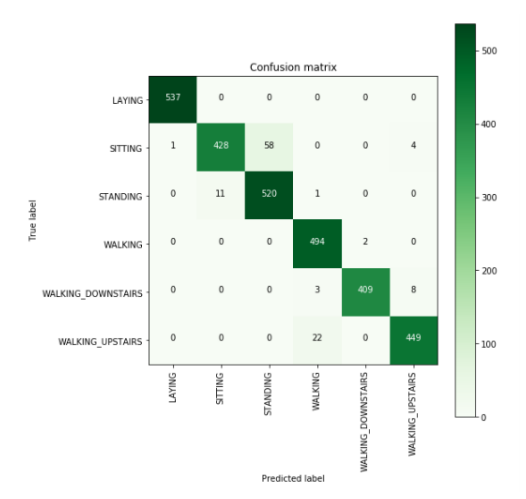 Confusion matrix
True label
LAYING 537 0 0 0 0 0
SITTING 1 428 58 0 0 4
STANDING 0 11 520 1 0 0
WALKING 0 0 0 494 2 0
WALKING_DOWNSTAIRS 0 0 0 3 409 8
WALKING_UPSTAIRS 0 0 0 22 0 449
LAYING
SITTING
STANDING
WALKING
WALKING_DOWNSTAIRS
WALKING_UPSTAIRS
Predicted label
500
400
300
200
100
0